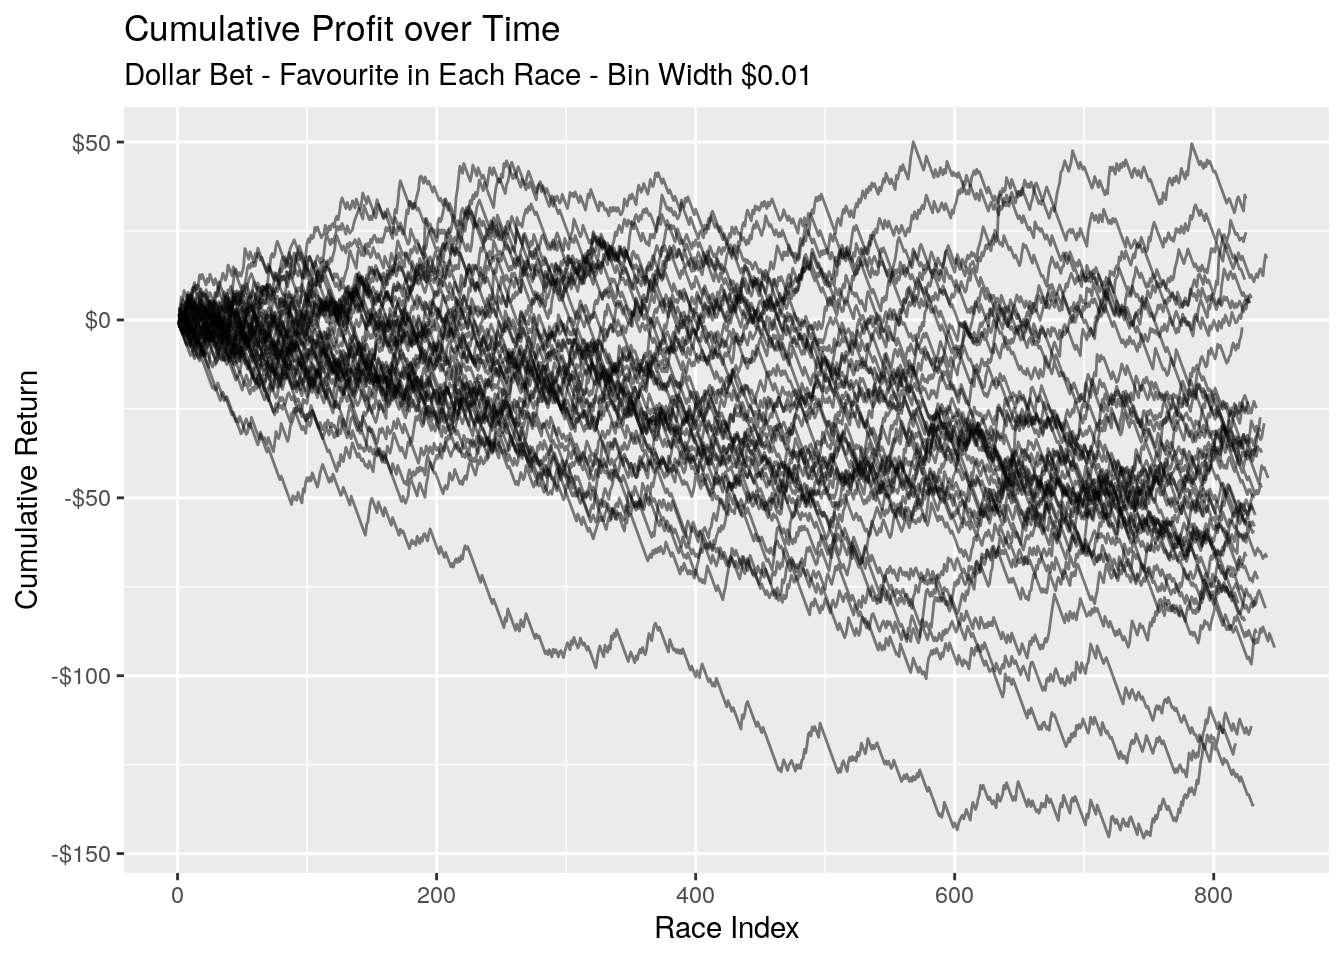 Cumulative Profit over Time
Dollar Bet - Favourite in Each Race - Bin Width $0.01
$50
$0
-$50
-$100
-$150
Cumulative Return
0 200 400 600 800
Race Index